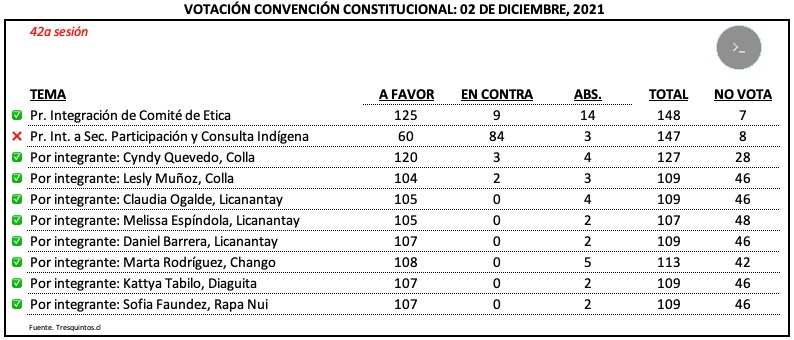 VOTACIÓN CONVENCIÓN CONSTITUCIONAL: 02 DE DICIEMBRE, 2021
42a sesión
>_
TEMA A FAVOR EN CONTRA ABS. TOTAL NO VOTA
Pr. Integración de Comité de Etica 125 9 14 148 7
Pr. Int. a Sec. Participación y Consulta Indígena 60 84 3 147 8
Por integrante: Cyndy Quevedo, Colla 120 3 4 127 28
Por integrante: Lesly Muñoz, Colla 104 2 3 109 46
Por integrante: Claudia Ogalde, Licanantay 105 0 4 109 46
Por integrante: Melissa Espíndola, Licanantay 105 0 2 107 48
Por integrante: Daniel Barrera, Licanantay 107 0 2 109 46
Por integrante: Marta Rodríguez, Chango 108 0 5 113 42
Por integrante: Kattya Tabilo, Diaguita 107 0 2 109 46
Por integrante: Sofia Faundez, Rapa Nui 107 0 2 109 46
Fuente. Tresquintos.cl